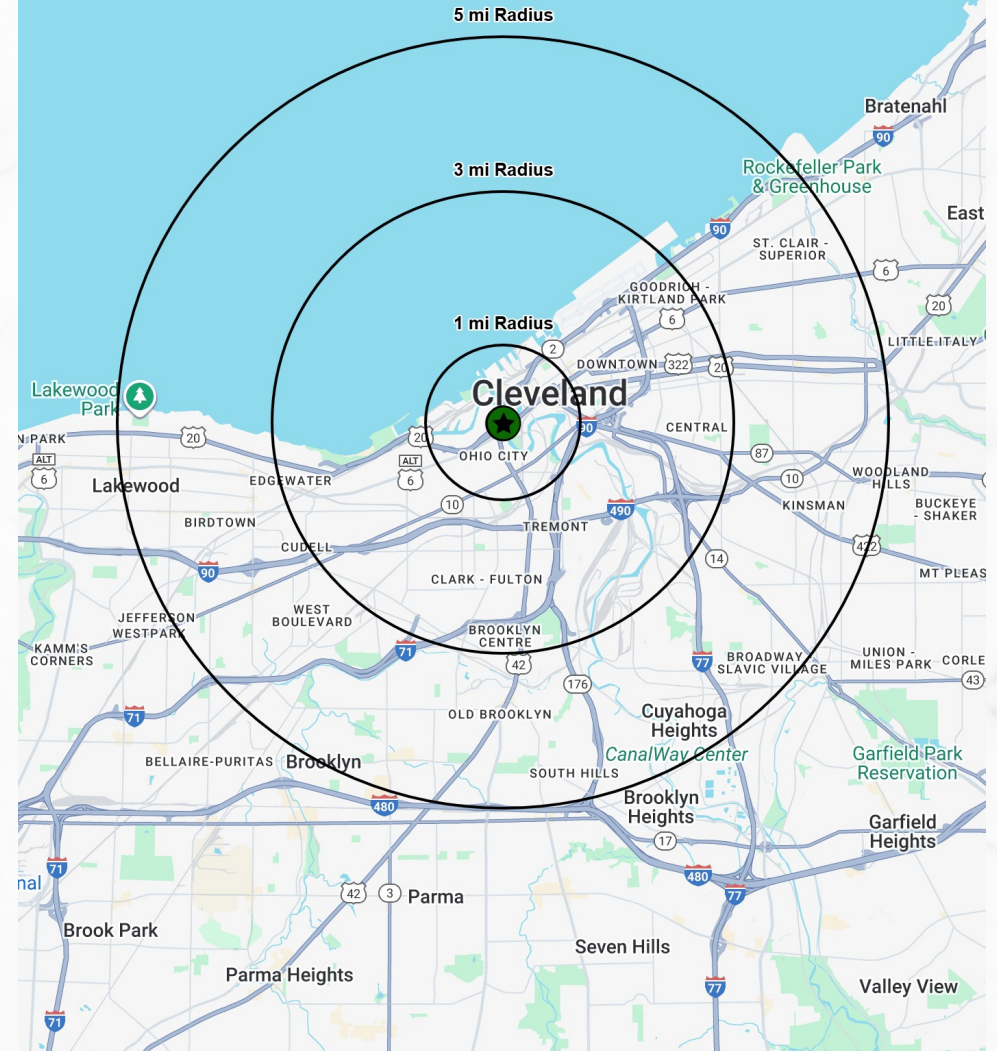 5 mi Radius
Bratenahl
90
Rockefeller Park
& Greenhouse
3 mi Radius
East
90
ST. CLAIR -
SUPERIOR
6
GOODRICH -
KIRTLAND PARK
20
6
1 mi Radius
2
LITTLE ITALY
DOWNTOWN
322
20
Lakewood
Park
Cleveland
N PARK
20
20
90
CENTRAL
ALT
6
OHIO CITY
87
ALT
6
EDGEWATER
10
WOODLAND
HILLS
Lakewood
10
KINSMAN
BUCKEYE
- SHAKER
BIRDTOWN
490
TREMONT
CUDELL
422
14
90
CLARK - FULTON
MT PLEAS
JEFFERSON
WESTPARK
WEST
BOULEVARD
BROOKLYN
CENTRE
KAMM'S
CORNERS
71
42
77
BROADWAY
SLAVIC VILLAGE
UNION -
MILES PARK
CORLE
43
176
71
OLD BROOKLYN
Cuyahoga
Heights
BELLAIRE-PURITAS
Brooklyn
CanalWay Center
Garfield Park
Reservation
SOUTH HILLS
480
Brooklyn
Heights
Garfield
Heights
17
71
480
nal
42
3
Parma
77
Brook Park
Seven Hills
Parma Heights
77
Valley View
71